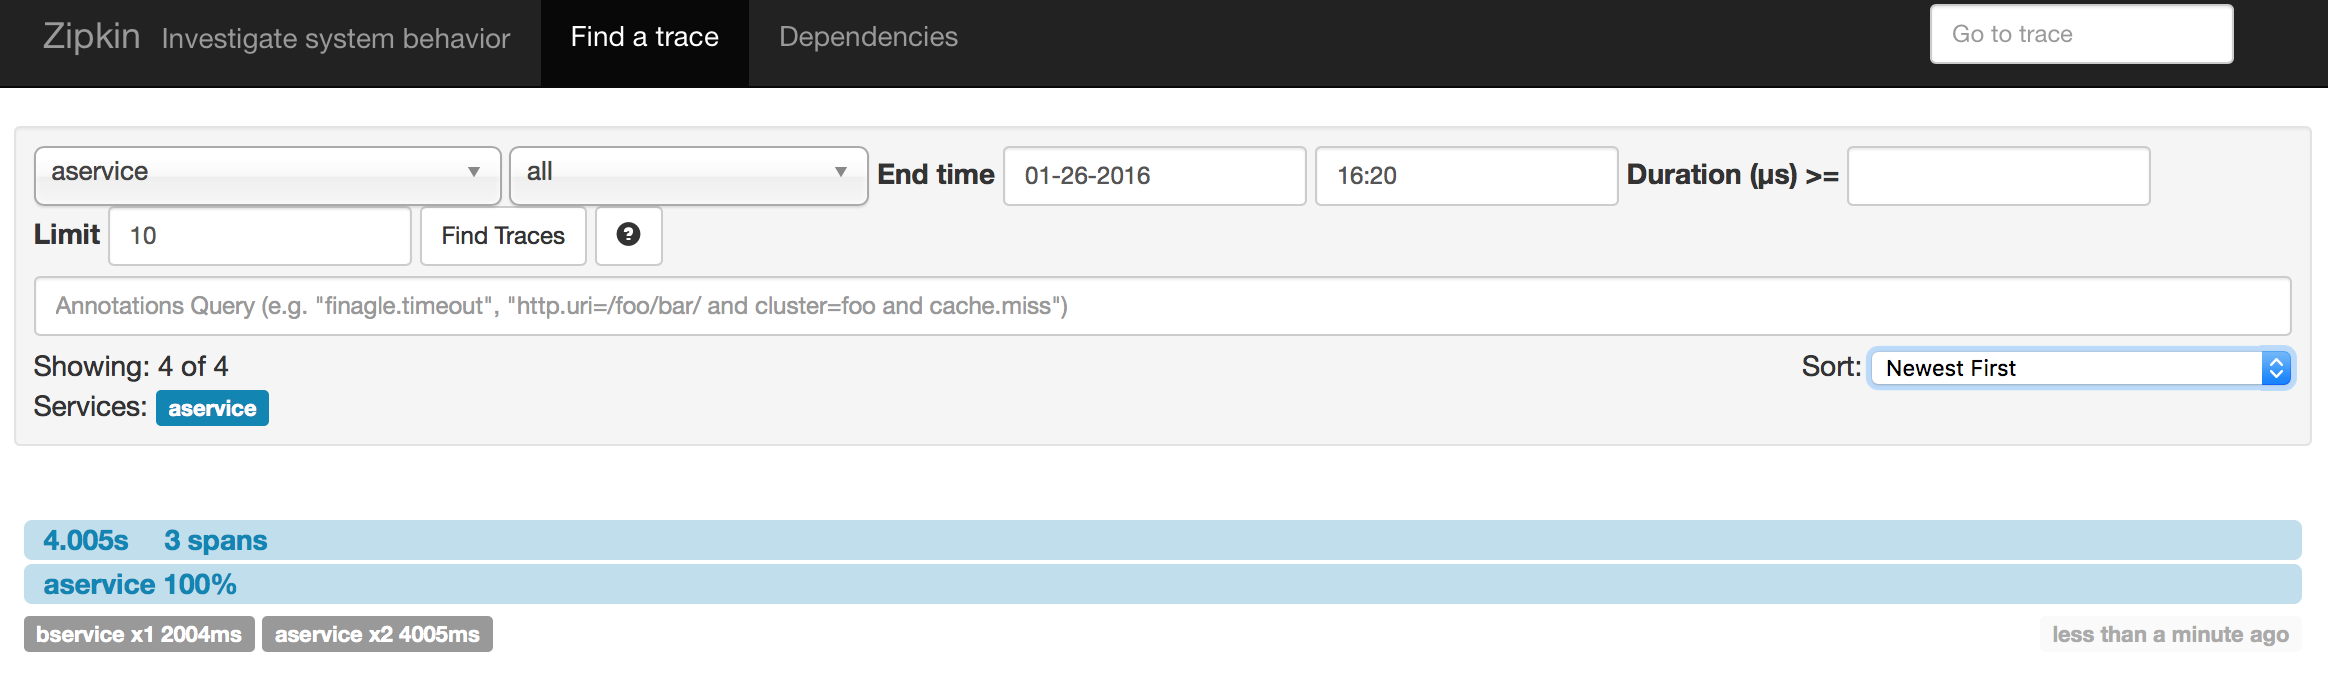 Zipkin Investigate system behavior Find a trace Dependencies Go to trace
aservice all End time 01-26-2016 16:20 Duration (µs) >=
Limit 10 Find Traces ?
Annotations Query (e.g. "finagle.timeout", "http.uri=/foo/bar/ and cluster=foo and cache.miss")
Showing: 4 of 4 Sort: Newest First
Services: aservice
4.005s 3 spans
aservice 100%
bservice x1 2004ms aservice x2 4005ms less than a minute ago